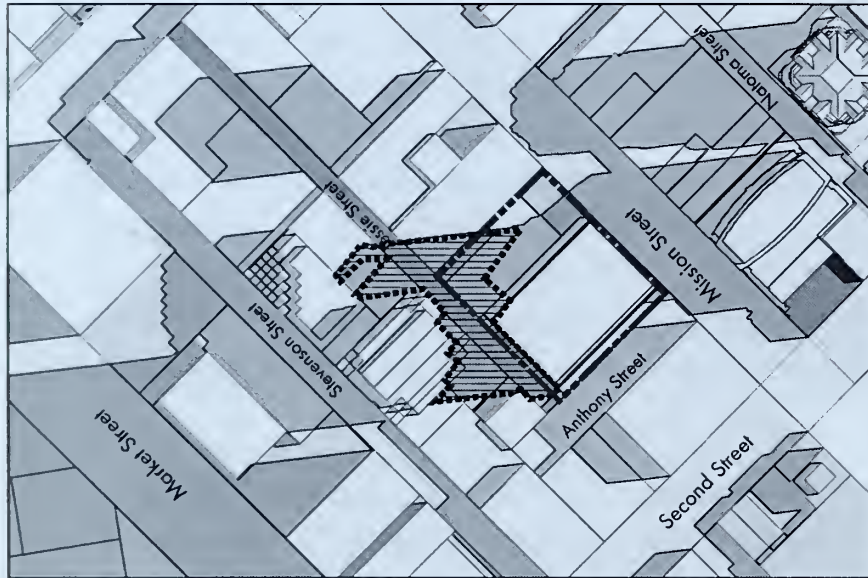 Natoma Street
Jessie Street
Mission Street
Stevenson Street
Anthony Street
Market Street
Second Street